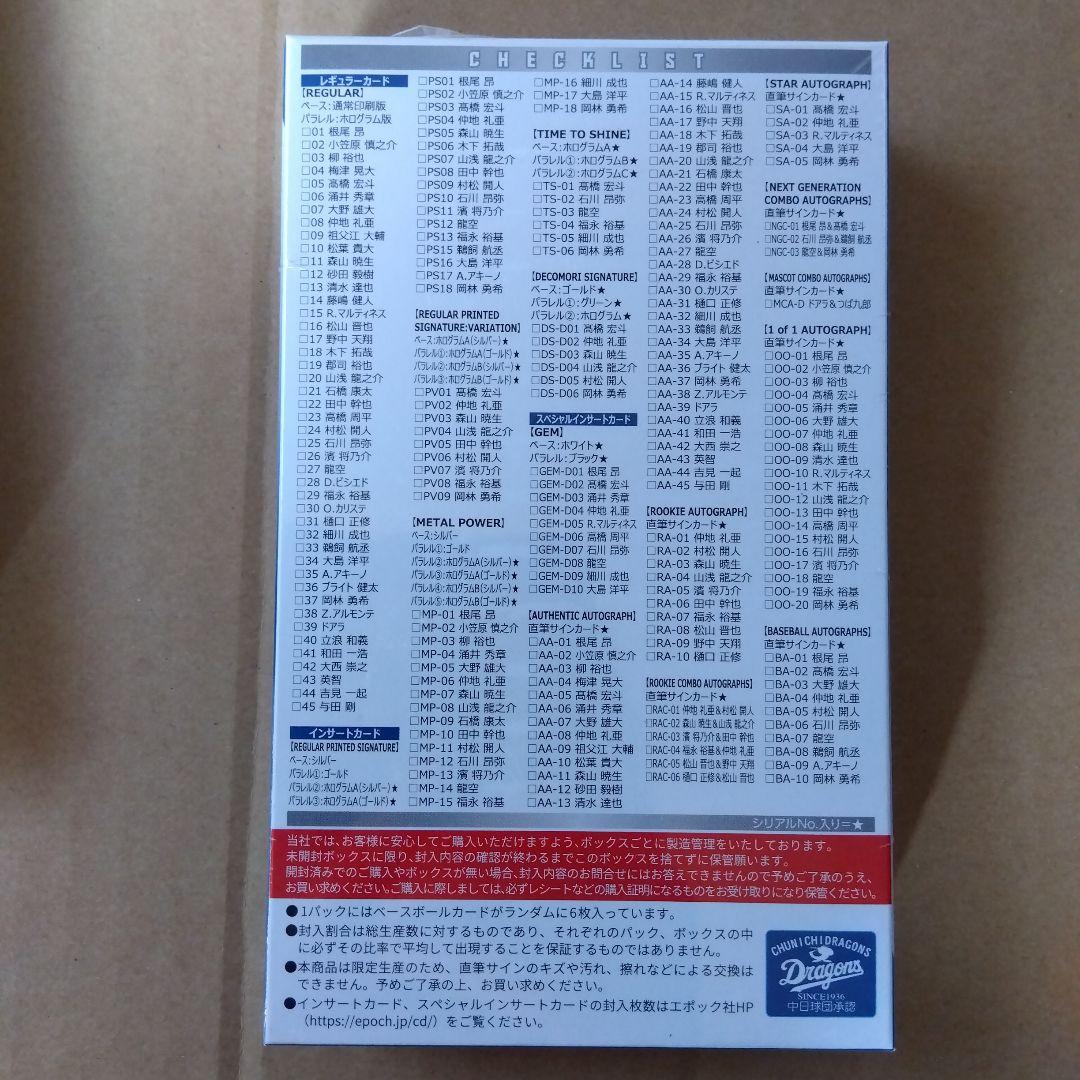 CHECKLIST
レギュラーカード
【REGULAR】
ベース:通常印刷版
パラレル:ホログラム版
□01 根尾 昂
□02 小笠原 慎之介
□03 柳 裕也
□04 梅津 晃大
□05 髙橋 宏斗
□06 涌井 秀章
□07 大野 雄大
□08 仲地 礼亜
□09 祖父江 大輔
□10 松葉 貴大
□11 森山 暁生
□12 砂田 毅樹
□13 清水 達也
□14 藤嶋 健人
□15 R.マルティネス
□16 松山 晋也
□17 野中 天翔
□18 木下 拓哉
□19 郡司 裕也
□20 山浅 龍之介
□21 石橋 康太
□22 田中 幹也
□23 高橋 周平
□24 村松 開人
□25 石川 昂弥
□26 濱 将乃介
□27 龍空
□28 D.ビシエド
□29 福永 裕基
□30 O.カリステ
□31 樋口 正修
□32 細川 成也
□33 鵜飼 航丞
□34 大島 洋平
□35 A.アキーノ
□36 ブライト 健太
□37 岡林 勇希
□38 Z.アルモンテ
□39 ドアラ
□40 立浪 和義
□41 和田 一浩
□42 大西 崇之
□43 英智
□44 吉見 一起
□45 与田 剛
インサートカード
【REGULAR PRINTED SIGNATURE】
ベース:シルバー
パラレル①:ゴールド
パラレル②:ホログラムA(シルバー)★
パラレル③:ホログラムA(ゴールド)★
□PS01 根尾 昂
□PS02 小笠原 慎之介
□PS03 髙橋 宏斗
□PS04 仲地 礼亜
□PS05 森山 暁生
□PS06 木下 拓哉
□PS07 山浅 龍之介
□PS08 田中 幹也
□PS09 村松 開人
□PS10 石川 昂弥
□PS11 濱 将乃介
□PS12 龍空
□PS13 福永 裕基
□PS15 鵜飼 航丞
□PS16 大島 洋平
□PS17 A.アキーノ
□PS18 岡林 勇希
【REGULAR PRINTED
SIGNATURE:VARIATION】
ベース:ホログラムA(シルバー)★
パラレル①:ホログラムA(ゴールド)★
パラレル②:ホログラムB(シルバー)★
パラレル③:ホログラムB(ゴールド)★
□PV01 髙橋 宏斗
□PV02 仲地 礼亜
□PV03 森山 暁生
□PV04 山浅 龍之介
□PV05 田中 幹也
□PV06 村松 開人
□PV07 濱 将乃介
□PV08 福永 裕基
□PV09 岡林 勇希
【METAL POWER】
ベース:シルバー
パラレル①:ゴールド
パラレル②:ホログラムA(シルバー)★
パラレル③:ホログラムA(ゴールド)★
パラレル④:ホログラムB(シルバー)★
パラレル⑤:ホログラムB(ゴールド)★
□MP-01 根尾 昂
□MP-02 小笠原 慎之介
□MP-03 柳 裕也
□MP-04 涌井 秀章
□MP-05 大野 雄大
□MP-06 仲地 礼亜
□MP-07 森山 暁生
□MP-08 山浅 龍之介
□MP-09 石橋 康太
□MP-10 田中 幹也
□MP-11 村松 開人
□MP-12 石川 昂弥
□MP-13 濱 将乃介
□MP-14 龍空
□MP-15 福永 裕基
□MP-16 細川 成也
□MP-17 大島 洋平
□MP-18 岡林 勇希
【TIME TO SHINE】
ベース:ホログラムA★
パラレル①:ホログラムB★
パラレル②:ホログラムC★
□TS-01 髙橋 宏斗
□TS-02 石川 昂弥
□TS-03 龍空
□TS-04 福永 裕基
□TS-05 細川 成也
□TS-06 岡林 勇希
【DECOMORI SIGNATURE】
ベース:ゴールド★
パラレル①:グリーン★
パラレル②:ホログラム★
□DS-D01 髙橋 宏斗
□DS-D02 仲地 礼亜
□DS-D03 森山 暁生
□DS-D04 山浅 龍之介
□DS-D05 村松 開人
□DS-D06 岡林 勇希
スペシャルインサートカード
【GEM】
ベース:ホワイト★
パラレル:ブラック★
□GEM-D01 根尾 昂
□GEM-D02 髙橋 宏斗
□GEM-D03 涌井 秀章
□GEM-D04 仲地 礼亜
□GEM-D05 R.マルティネス
□GEM-D06 高橋 周平
□GEM-D07 石川 昂弥
□GEM-D08 龍空
□GEM-D09 細川 成也
□GEM-D10 大島 洋平
【AUTHENTIC AUTOGRAPH】
直筆サインカード★
□AA-01 根尾 昂
□AA-02 小笠原 慎之介
□AA-03 柳 裕也
□AA-04 梅津 晃大
□AA-05 髙橋 宏斗
□AA-06 涌井 秀章
□AA-07 大野 雄大
□AA-08 仲地 礼亜
□AA-09 祖父江 大輔
□AA-10 松葉 貴大
□AA-11 森山 暁生
□AA-12 砂田 毅樹
□AA-13 清水 達也
□AA-14 藤嶋 健人
□AA-15 R.マルティネス
□AA-16 松山 晋也
□AA-17 野中 天翔
□AA-18 木下 拓哉
□AA-19 郡司 裕也
□AA-20 山浅 龍之介
□AA-21 石橋 康太
□AA-22 田中 幹也
□AA-23 高橋 周平
□AA-24 村松 開人
□AA-25 石川 昂弥
□AA-26 濱 将乃介
□AA-27 龍空
□AA-28 D.ビシエド
□AA-29 福永 裕基
□AA-30 O.カリステ
□AA-31 樋口 正修
□AA-32 細川 成也
□AA-33 鵜飼 航丞
□AA-34 大島 洋平
□AA-35 A.アキーノ
□AA-36 ブライト 健太
□AA-37 岡林 勇希
□AA-38 Z.アルモンテ
□AA-39 ドアラ
□AA-40 立浪 和義
□AA-41 和田 一浩
□AA-42 大西 崇之
□AA-43 英智
□AA-44 吉見 一起
□AA-45 与田 剛
【ROOKIE AUTOGRAPH】
直筆サインカード★
□RA-01 仲地 礼亜
□RA-02 村松 開人
□RA-03 森山 暁生
□RA-04 山浅 龍之介
□RA-05 濱 将乃介
□RA-06 田中 幹也
□RA-07 福永 裕基
□RA-08 松山 晋也
□RA-09 野中 天翔
□RA-10 樋口 正修
【ROOKIE COMBO AUTOGRAPHS】
直筆サインカード★
□RAC-01 仲地 礼亜&村松 開人
□RAC-02 森山 暁生&山浅 龍之介
□RAC-03 濱 将乃介&田中 幹也
□RAC-04 福永 裕基&仲地 礼亜
□RAC-05 松山 晋也&野中 天翔
□RAC-06 樋口 正修&松山 晋也
【STAR AUTOGRAPH】
直筆サインカード★
□SA-01 髙橋 宏斗
□SA-02 仲地 礼亜
□SA-03 R.マルティネス
□SA-04 大島 洋平
□SA-05 岡林 勇希
【NEXT GENERATION
COMBO AUTOGRAPHS】
直筆サインカード★
□NGC-01 根尾 昂&髙橋 宏斗
□NGC-02 石川 昂弥&鵜飼 航丞
□NGC-03 龍空&岡林 勇希
【MASCOT COMBO AUTOGRAPHS】
直筆サインカード★
□MCA-D ドアラ&つば九郎
【1 of 1 AUTOGRAPH】
直筆サインカード★
□OO-01 根尾 昂
□OO-02 小笠原 慎之介
□OO-03 柳 裕也
□OO-04 髙橋 宏斗
□OO-05 涌井 秀章
□OO-06 大野 雄大
□OO-07 仲地 礼亜
□OO-08 森山 暁生
□OO-09 清水 達也
□OO-10 R.マルティネス
□OO-11 木下 拓哉
□OO-12 山浅 龍之介
□OO-13 田中 幹也
□OO-14 高橋 周平
□OO-15 村松 開人
□OO-16 石川 昂弥
□OO-17 濱 将乃介
□OO-18 龍空
□OO-19 福永 裕基
□OO-20 岡林 勇希
【BASEBALL AUTOGRAPHS】
直筆サインカード★
□BA-01 根尾 昂
□BA-02 髙橋 宏斗
□BA-03 大野 雄大
□BA-04 仲地 礼亜
□BA-05 村松 開人
□BA-06 石川 昂弥
□BA-07 龍空
□BA-08 鵜飼 航丞
□BA-09 A.アキーノ
□BA-10 岡林 勇希
シリアルNo.入り=★
当社では、お客様に安心してご購入いただけますよう、ボックスごとに製造管理をいたしております。
未開封ボックスに限り、封入内容の確認が終わるまでこのボックスを捨てずに保管願います。
開封済みでのご購入やボックスが無い場合、封入内容のお問合せにはお答えできませんので予めご了承のうえ、
お買い求めください。ご購入に際しましては、必ずレシートなどの購入証明になるものをお受け取りになり保管ください。
●1パックにはベースボールカードがランダムに6枚入っています。
●封入割合は総生産数に対するものであり、それぞれのパック、ボックスの中
に必ずその比率で平均して出現することを保証するものではありません。
●本商品は限定生産のため、直筆サインのキズや汚れ、擦れなどによる交換は
できません。予めご了承の上、お買い求めください。
●インサートカード、スペシャルインサートカードの封入枚数はエポック社HP
(https://epoch.jp/cd/)をご覧ください。
CHUNICHI DRAGONS
Dragons
SINCE1936
中日球団承認